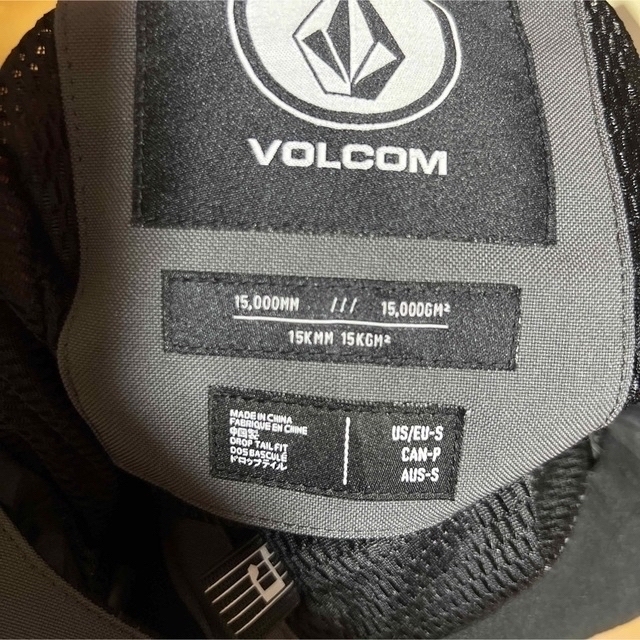 VOLCOM
15,000MM /// 15,000GM²
15KMM 15KGM²
MADE IN CHINA
FABRIQUE EN CHINE
中国製
DROP TAIL FIT
DOS BASCULE
ドロップテイル
US/EU-S
CAN-P
AUS-S